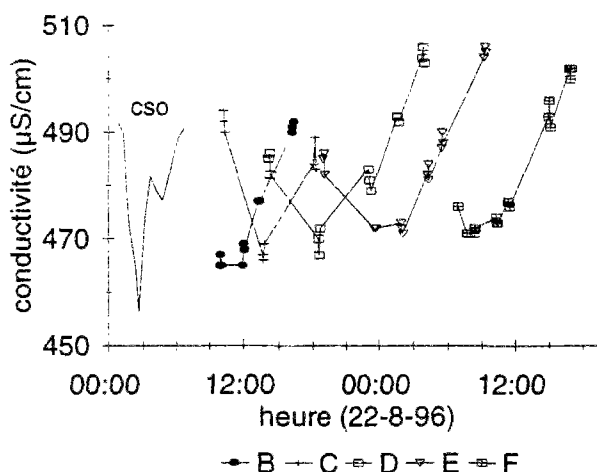 conductivité (µS/cm)
510
490
470
450
CSO
00:00 12:00 00:00 12:00
heure (22-8-96)
B C D E F